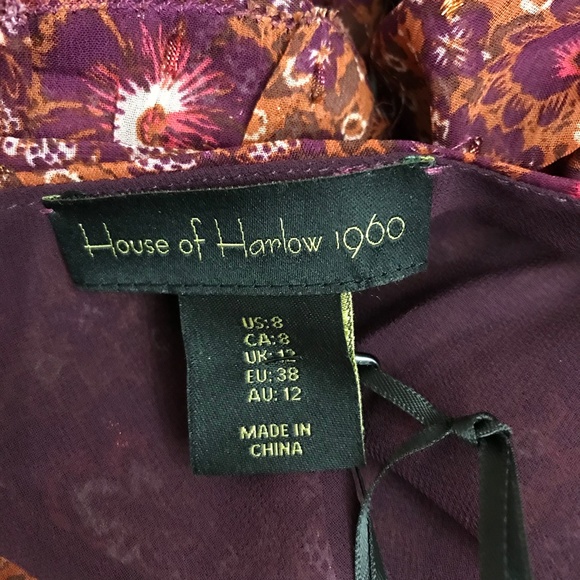 House of Harlow 1960
US: 8
CA: 8
UK: 12
EU: 38
AU: 12
MADE IN
CHINA